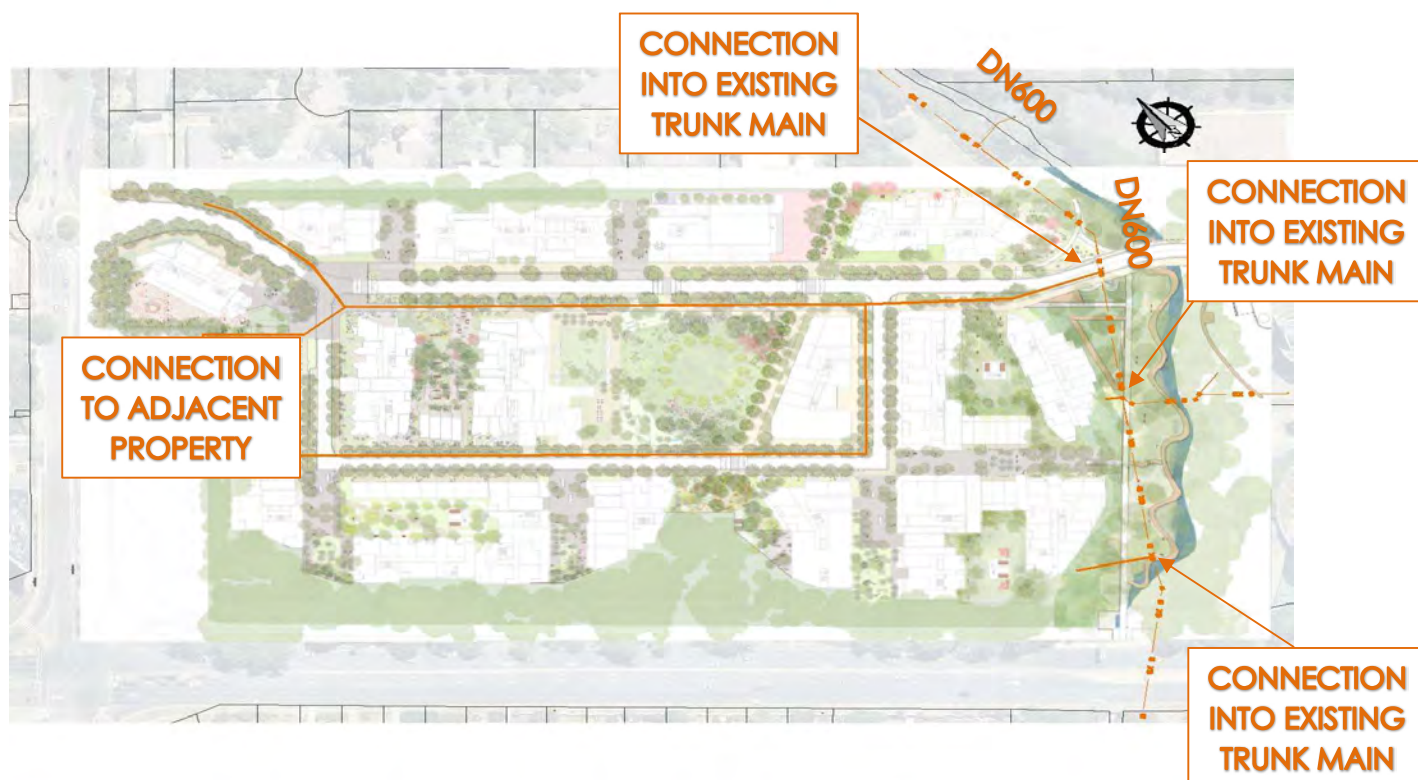 CONNECTION
INTO EXISTING
TRUNK MAIN
DN600
DN600
CONNECTION
INTO EXISTING
TRUNK MAIN
CONNECTION
TO ADJACENT
PROPERTY
CONNECTION
INTO EXISTING
TRUNK MAIN